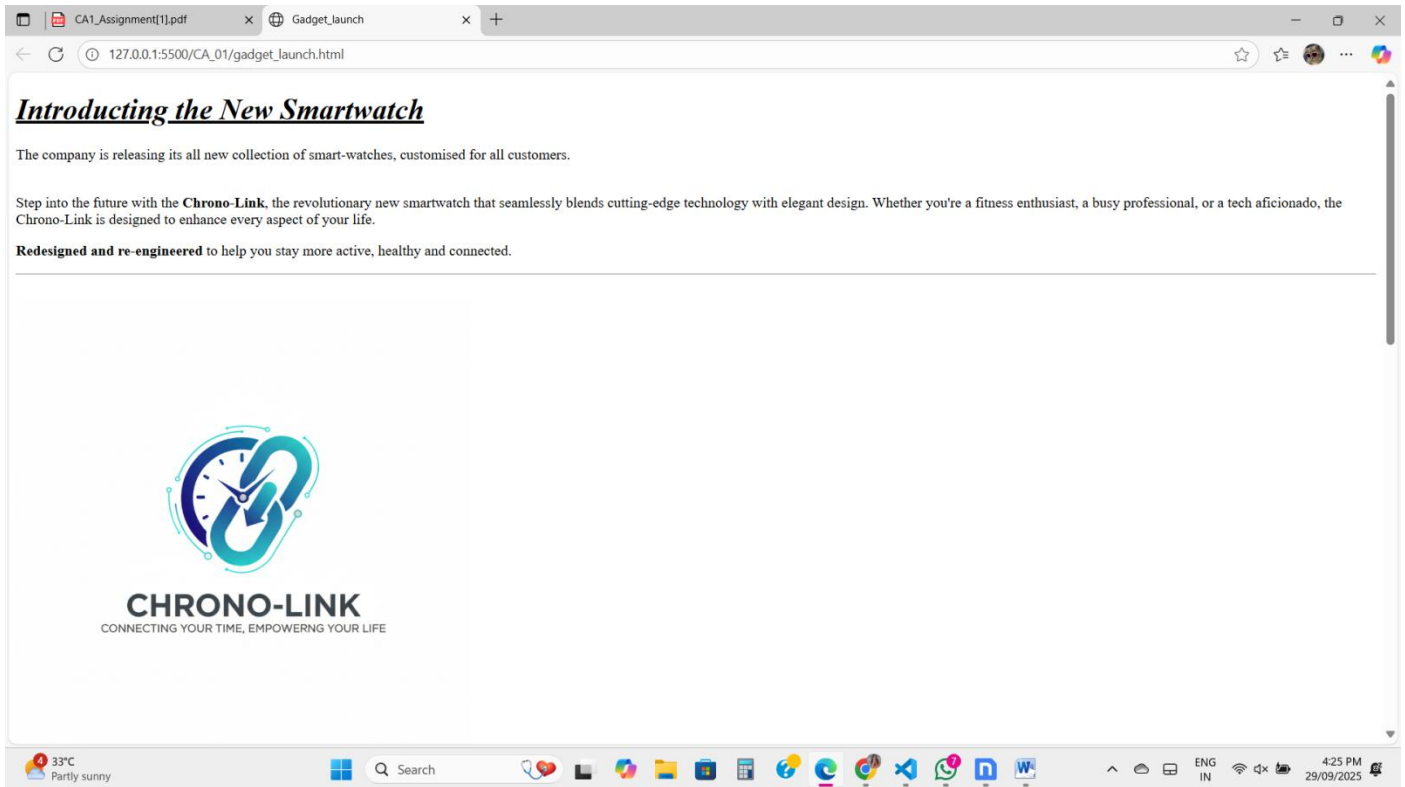 CA1_Assignment[1].pdf
Gadget_launch
127.0.0.1:5500/CA_01/gadget_launch.html
Introducting the New Smartwatch
The company is releasing its all new collection of smart-watches, customised for all customers.
Step into the future with the Chrono-Link, the revolutionary new smartwatch that seamlessly blends cutting-edge technology with elegant design. Whether you're a fitness enthusiast, a busy professional, or a tech aficionado, the
Chrono-Link is designed to enhance every aspect of your life.
Redesigned and re-engineered to help you stay more active, healthy and connected.
CHRONO-LINK
CONNECTING YOUR TIME, EMPOWERNG YOUR LIFE
4
33°C
Partly sunny
Search
ENG
IN
4:25 PM
29/09/2025